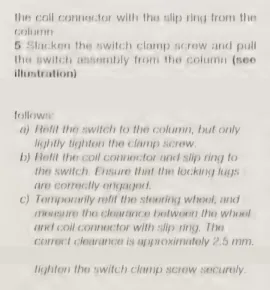 the coil connector with the slip ring from the
column.
5 Slacken the switch clamp screw and pull
the switch assembly from the column (see
illustration)
follows:
a) Refit the switch to the column, but only
lightly tighten the clamp screw.
b) Refit the coil connector and slip ring to
the switch. Ensure that the locking lugs
are correctly engaged.
c) Temporarily refit the steering wheel, and
measure the clearance between the wheel
and coil connector with slip ring. The
correct clearance is approximately 2.5 mm.
tighten the switch clamp screw securely.